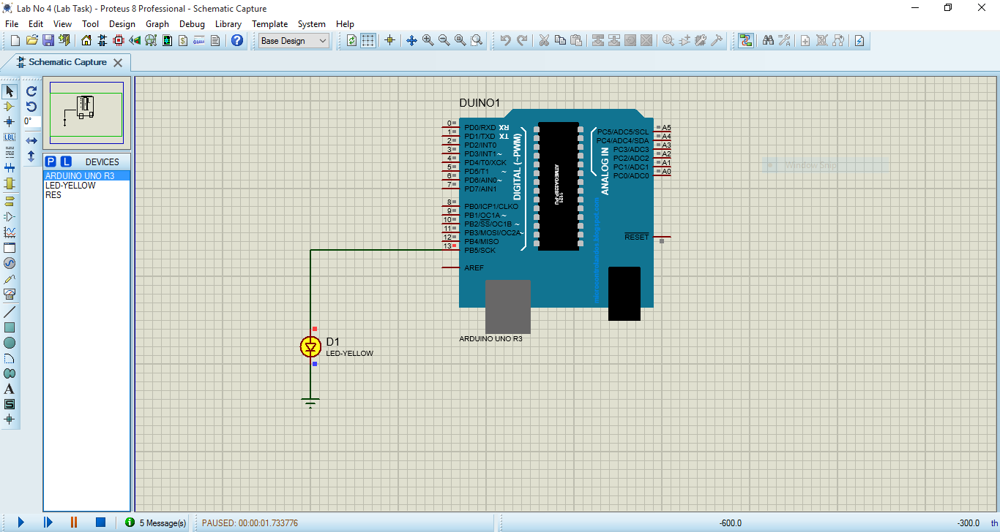 Lab No 4 (Lab Task) - Proteus 8 Professional - Schematic Capture
File Edit View Tool Design Graph Debug Library Template System Help
Base Design
Schematic Capture
0°
LBL
P L DEVICES
ARDUINO UNO R3
LED-YELLOW
RES
A
S
DUINO1
0 PD0/RXD RX
1 PD1/TXD TX
2 PD2/INT0
3 PD3/INT1~
4 PD4/T0/XCK
5 PD5/T1 ~
6 PD6/AIN0~
7 PD7/AIN1
8 PB0/ICP1/CLKO
9 PB1/OC1A~
10 PB2/SS/OC1B ~
11 PB3/MOSI/OC2A~
12 PB4/MISO
13 PB5/SCK
AREF
DIGITAL (~PWM)
ATMEGA328P-PU
1121
ANALOG IN
PC5/ADC5/SCL A5
PC4/ADC4/SDA A4
PC3/ADC3 A3
PC2/ADC2 A2
PC1/ADC1 A1
PC0/ADC0 A0
RESET
microcontrolandos.blogspot.com
ARDUINO UNO R3
D1
LED-YELLOW
Window Snip
5 Message(s) PAUSED: 00:00:01.733776 -600.0 -300.0 th